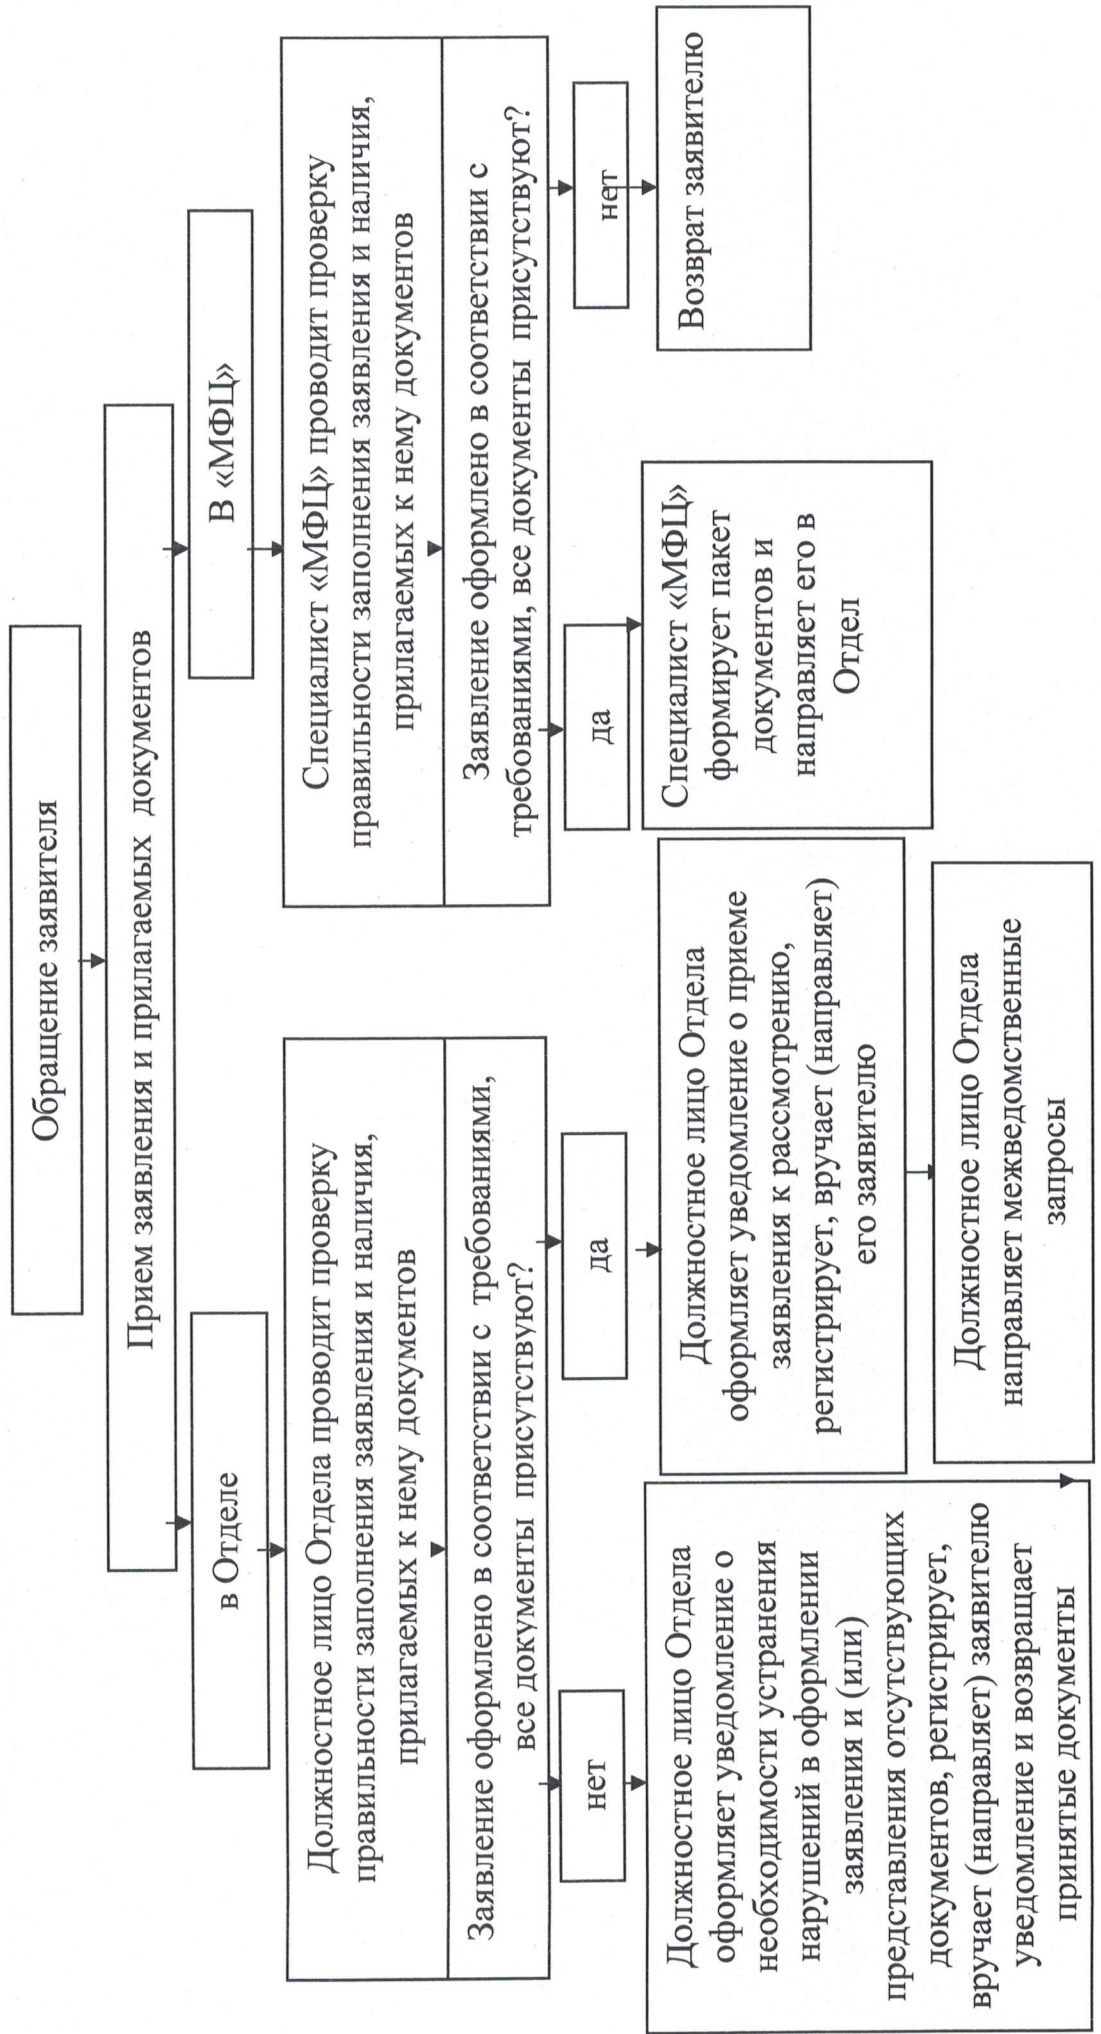 Обращение заявителя
Прием заявления и прилагаемых документов
в Отделе
В «МФЦ»
Должностное лицо Отдела проводит проверку
правильности заполнения заявления и наличия,
прилагаемых к нему документов
Заявление оформлено в соответствии с требованиями,
все документы присутствуют?
Специалист «МФЦ» проводит проверку
правильности заполнения заявления и наличия,
прилагаемых к нему документов
Заявление оформлено в соответствии с
требованиями, все документы присутствуют?
нет
да
да
нет
Должностное лицо Отдела
оформляет уведомление о
необходимости устранения
нарушений в оформлении
заявления и (или)
представления отсутствующих
документов, регистрирует,
вручает (направляет) заявителю
уведомление и возвращает
принятые документы
Должностное лицо Отдела
оформляет уведомление о приеме
заявления к рассмотрению,
регистрирует, вручает (направляет)
его заявителю
Специалист «МФЦ»
формирует пакет
документов и
направляет его в
Отдел
Возврат заявителю
Должностное лицо Отдела
направляет межведомственные
запросы